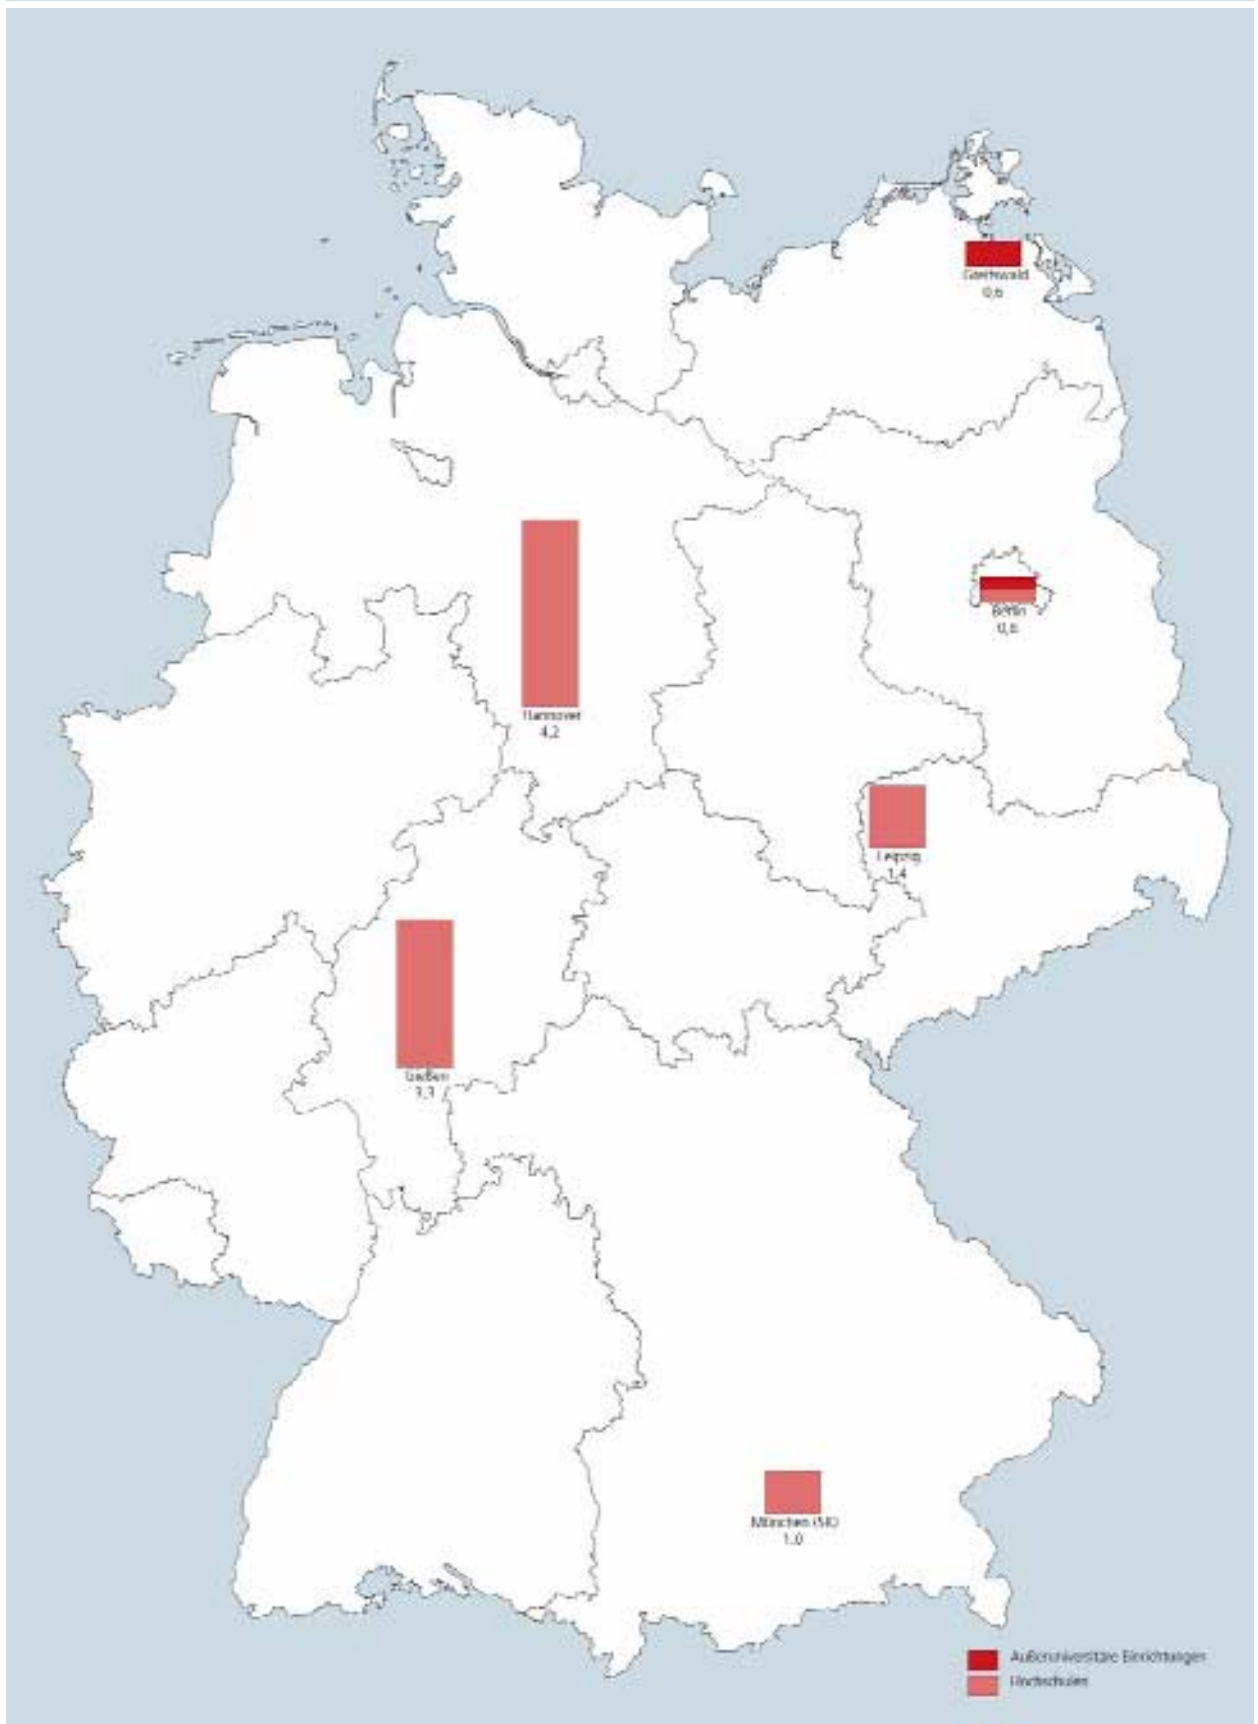 Greifswald
0,6
Berlin
0,6
Hannover
4,2
Leipzig
1,4
Gießen
3,3
München (SK)
1,0
Außeruniversitäre Einrichtungen
Hochschulen